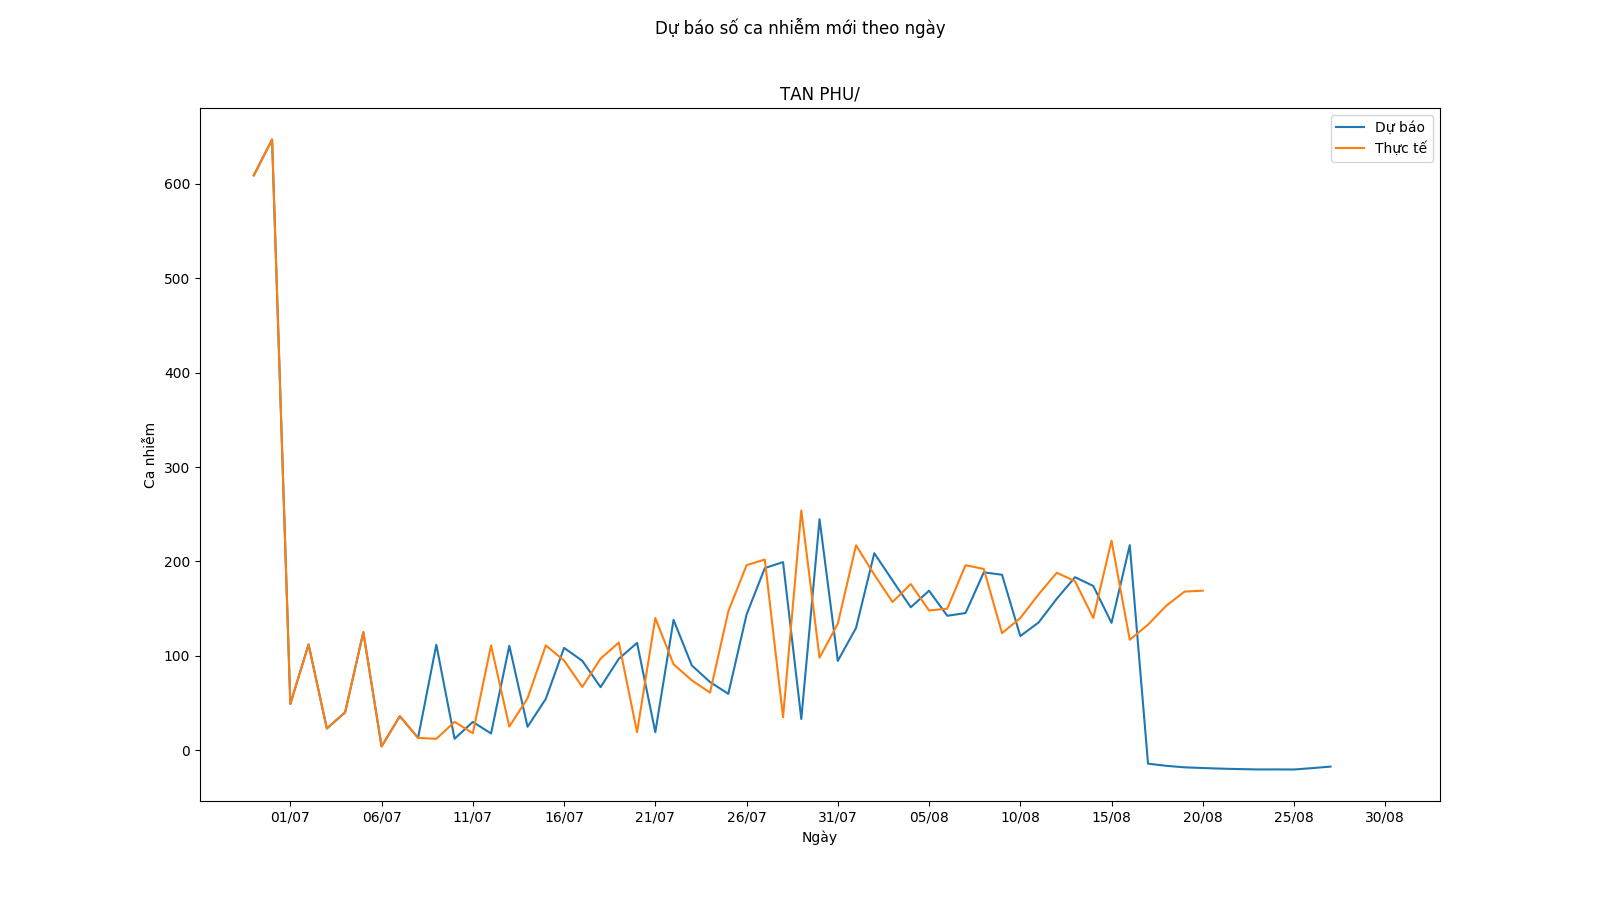 Dự báo số ca nhiễm mới theo ngày
TAN PHU/
Dự báo
Thực tế
600
500
400
300
200
100
0
Ca nhiễm
01/07 06/07 11/07 16/07 21/07 26/07 31/07 05/08 10/08 15/08 20/08 25/08 30/08
Ngày